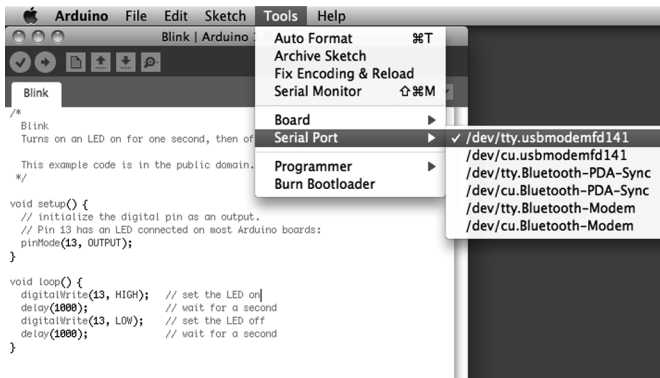 Arduino File Edit Sketch Tools Help
Blink | Arduino
Auto Format ⌘T
Archive Sketch
Fix Encoding & Reload
Serial Monitor ⇧⌘M
Board
Serial Port
Programmer
Burn Bootloader
✓ /dev/tty.usbmodemfd141
/dev/cu.usbmodemfd141
/dev/tty.Bluetooth-PDA-Sync
/dev/cu.Bluetooth-PDA-Sync
/dev/tty.Bluetooth-Modem
/dev/cu.Bluetooth-Modem
Blink
/*
Blink
Turns on an LED on for one second, then of
This example code is in the public domain.
*/
void setup() {
// initialize the digital pin as an output.
// Pin 13 has an LED connected on most Arduino boards:
pinMode(13, OUTPUT);
}
void loop() {
digitalWrite(13, HIGH); // set the LED on
delay(1000); // wait for a second
digitalWrite(13, LOW); // set the LED off
delay(1000); // wait for a second
}